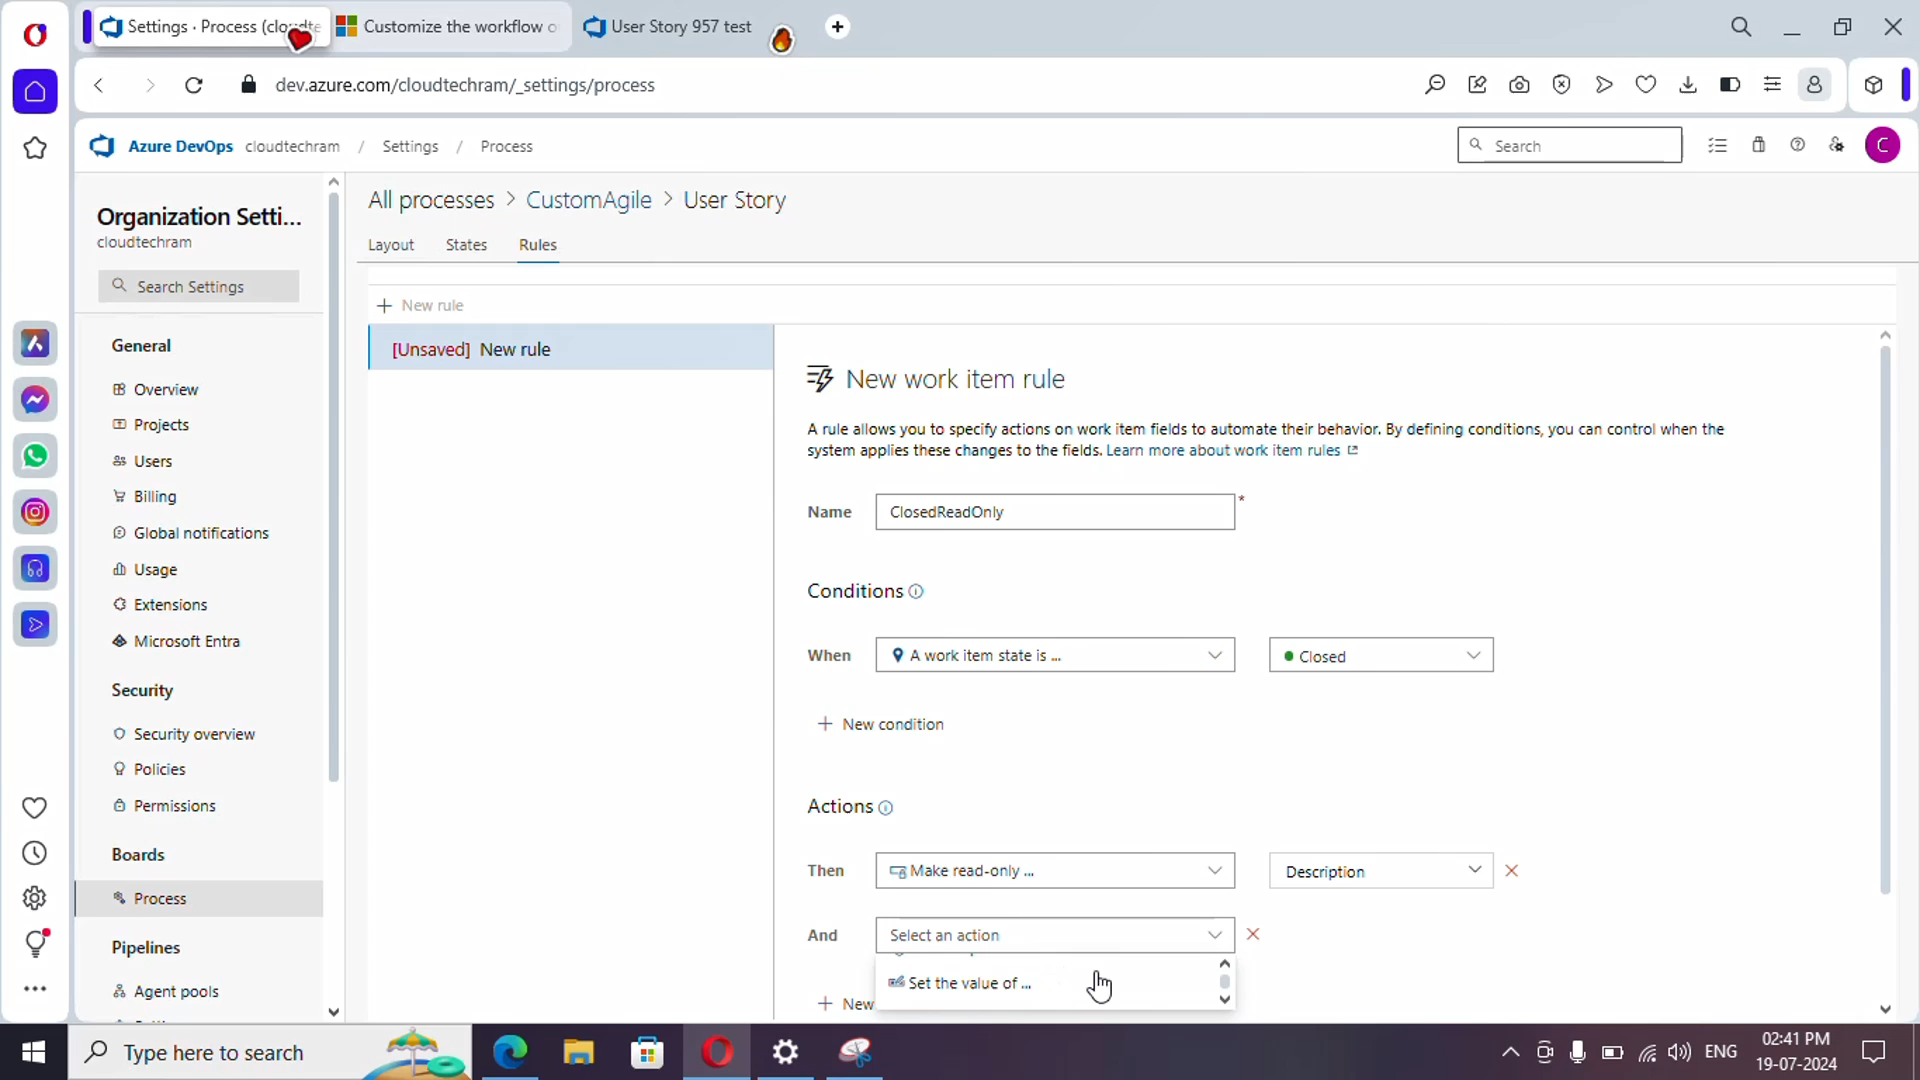 Settings · Process (cloudte
Customize the workflow o
User Story 957 test
dev.azure.com/cloudtechram/_settings/process
Azure DevOps cloudtechram / Settings / Process
Search
C
Organization Setti...
cloudtechram
Search Settings
General
Overview
Projects
Users
Billing
Global notifications
Usage
Extensions
Microsoft Entra
Security
Security overview
Policies
Permissions
Boards
Process
Pipelines
Agent pools
All processes > CustomAgile > User Story
Layout States Rules
New rule
[Unsaved] New rule
New work item rule
A rule allows you to specify actions on work item fields to automate their behavior. By defining conditions, you can control when the
system applies these changes to the fields. Learn more about work item rules
Name ClosedReadOnly *
Conditions
When A work item state is ... Closed
New condition
Actions
Then Make read-only ... Description
And Select an action
Set the value of ...
New
Type here to search
ENG
02:41 PM
19-07-2024